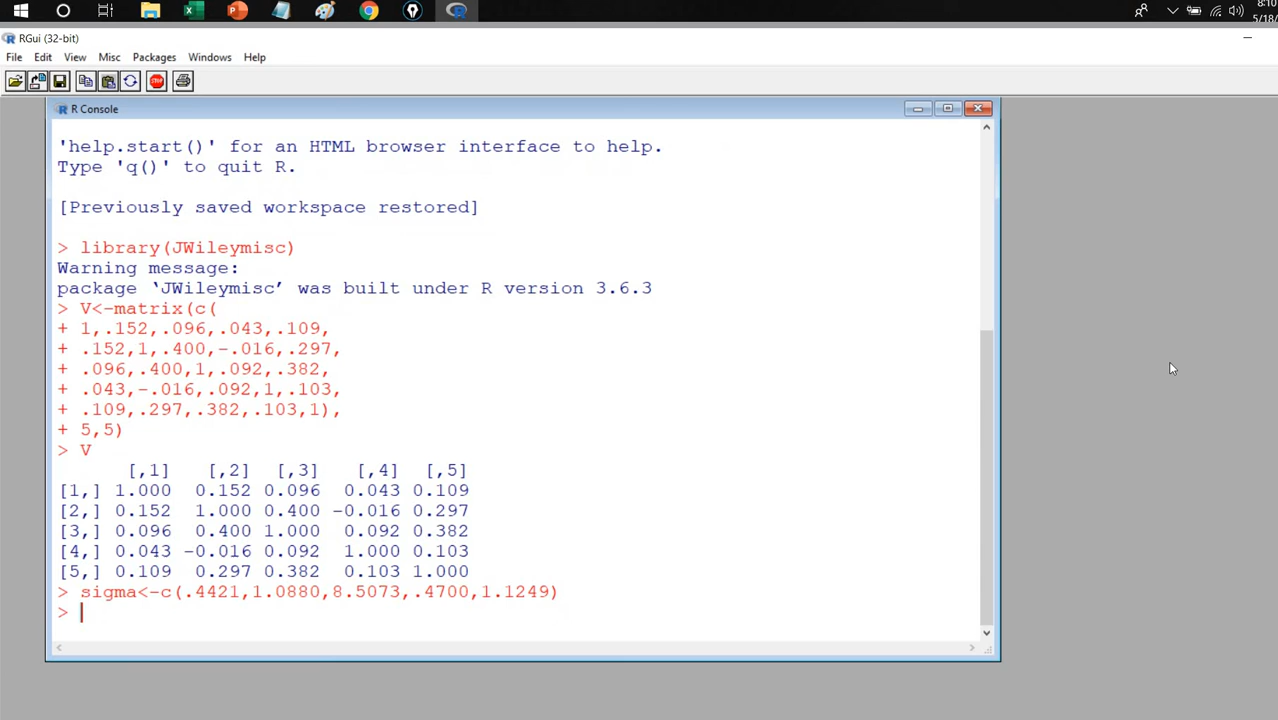 8:10
5/18/
RGui (32-bit)
File Edit View Misc Packages Windows Help
STOP
R Console
'help.start()' for an HTML browser interface to help.
Type 'q()' to quit R.
[Previously saved workspace restored]
> library(JWileymisc)
Warning message:
package ‘JWileymisc’ was built under R version 3.6.3
> V<-matrix(c(
+ 1,.152,.096,.043,.109,
+ .152,1,.400,-.016,.297,
+ .096,.400,1,.092,.382,
+ .043,-.016,.092,1,.103,
+ .109,.297,.382,.103,1),
+ 5,5)
> V
[,1] [,2] [,3] [,4] [,5]
[1,] 1.000 0.152 0.096 0.043 0.109
[2,] 0.152 1.000 0.400 -0.016 0.297
[3,] 0.096 0.400 1.000 0.092 0.382
[4,] 0.043 -0.016 0.092 1.000 0.103
[5,] 0.109 0.297 0.382 0.103 1.000
> sigma<-c(.4421,1.0880,8.5073,.4700,1.1249)
>